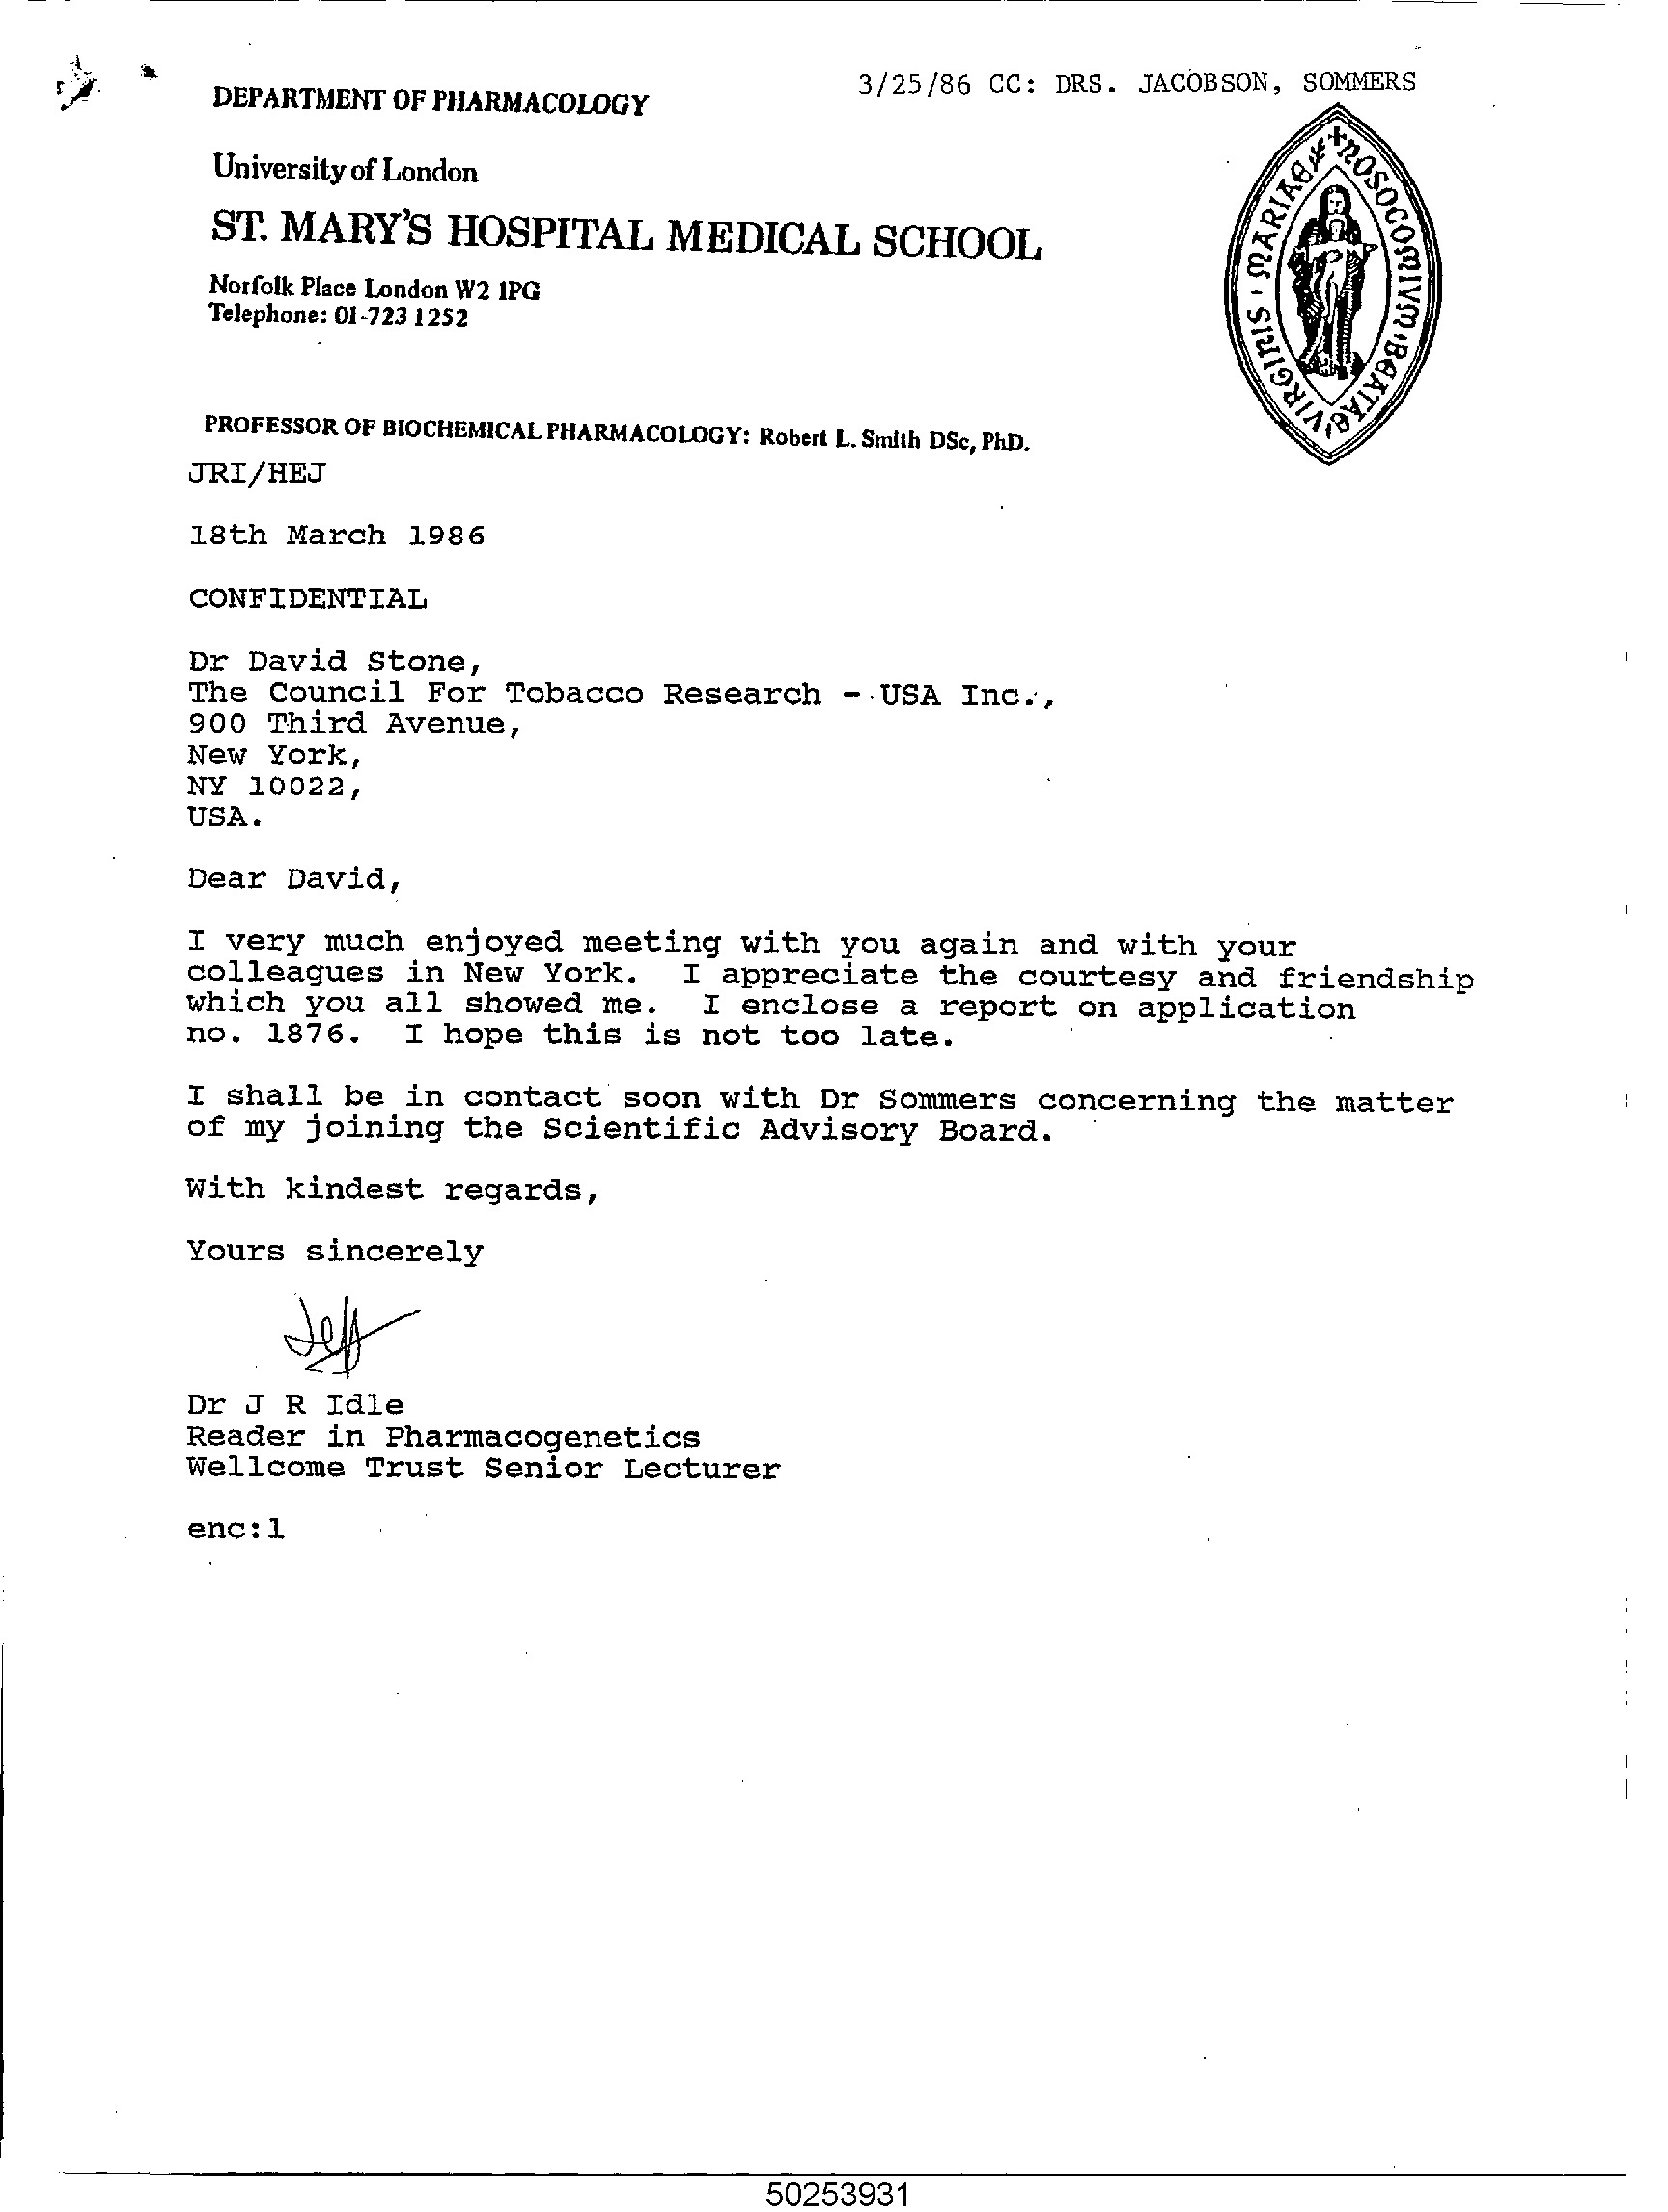 3/25/86 CC: DRS. JACOBSON, SOMMERS
DEPARTMENT OF PHARMACOLOGY
University of London
ST. MARY'S HOSPITAL MEDICAL SCHOOL
Norfolk Place London W2 1PG
Telephone: 01-723 1252
NOSOCOMIVM · BEATAE VIRGINIS · MARIAE
PROFESSOR OF BIOCHEMICAL PHARMACOLOGY: Robert L. Smith DSc, PhD.
JRI/HEJ
18th March 1986
CONFIDENTIAL
Dr David Stone,
The Council For Tobacco Research - USA Inc.,
900 Third Avenue,
New York,
NY 10022,
USA.
Dear David,
I very much enjoyed meeting with you again and with your
colleagues in New York. I appreciate the courtesy and friendship
which you all showed me. I enclose a report on application
no. 1876. I hope this is not too late.
I shall be in contact soon with Dr Sommers concerning the matter
of my joining the Scientific Advisory Board.
With kindest regards,
Yours sincerely
Jeff
Dr J R Idle
Reader in Pharmacogenetics
Wellcome Trust Senior Lecturer
enc:1
50253931